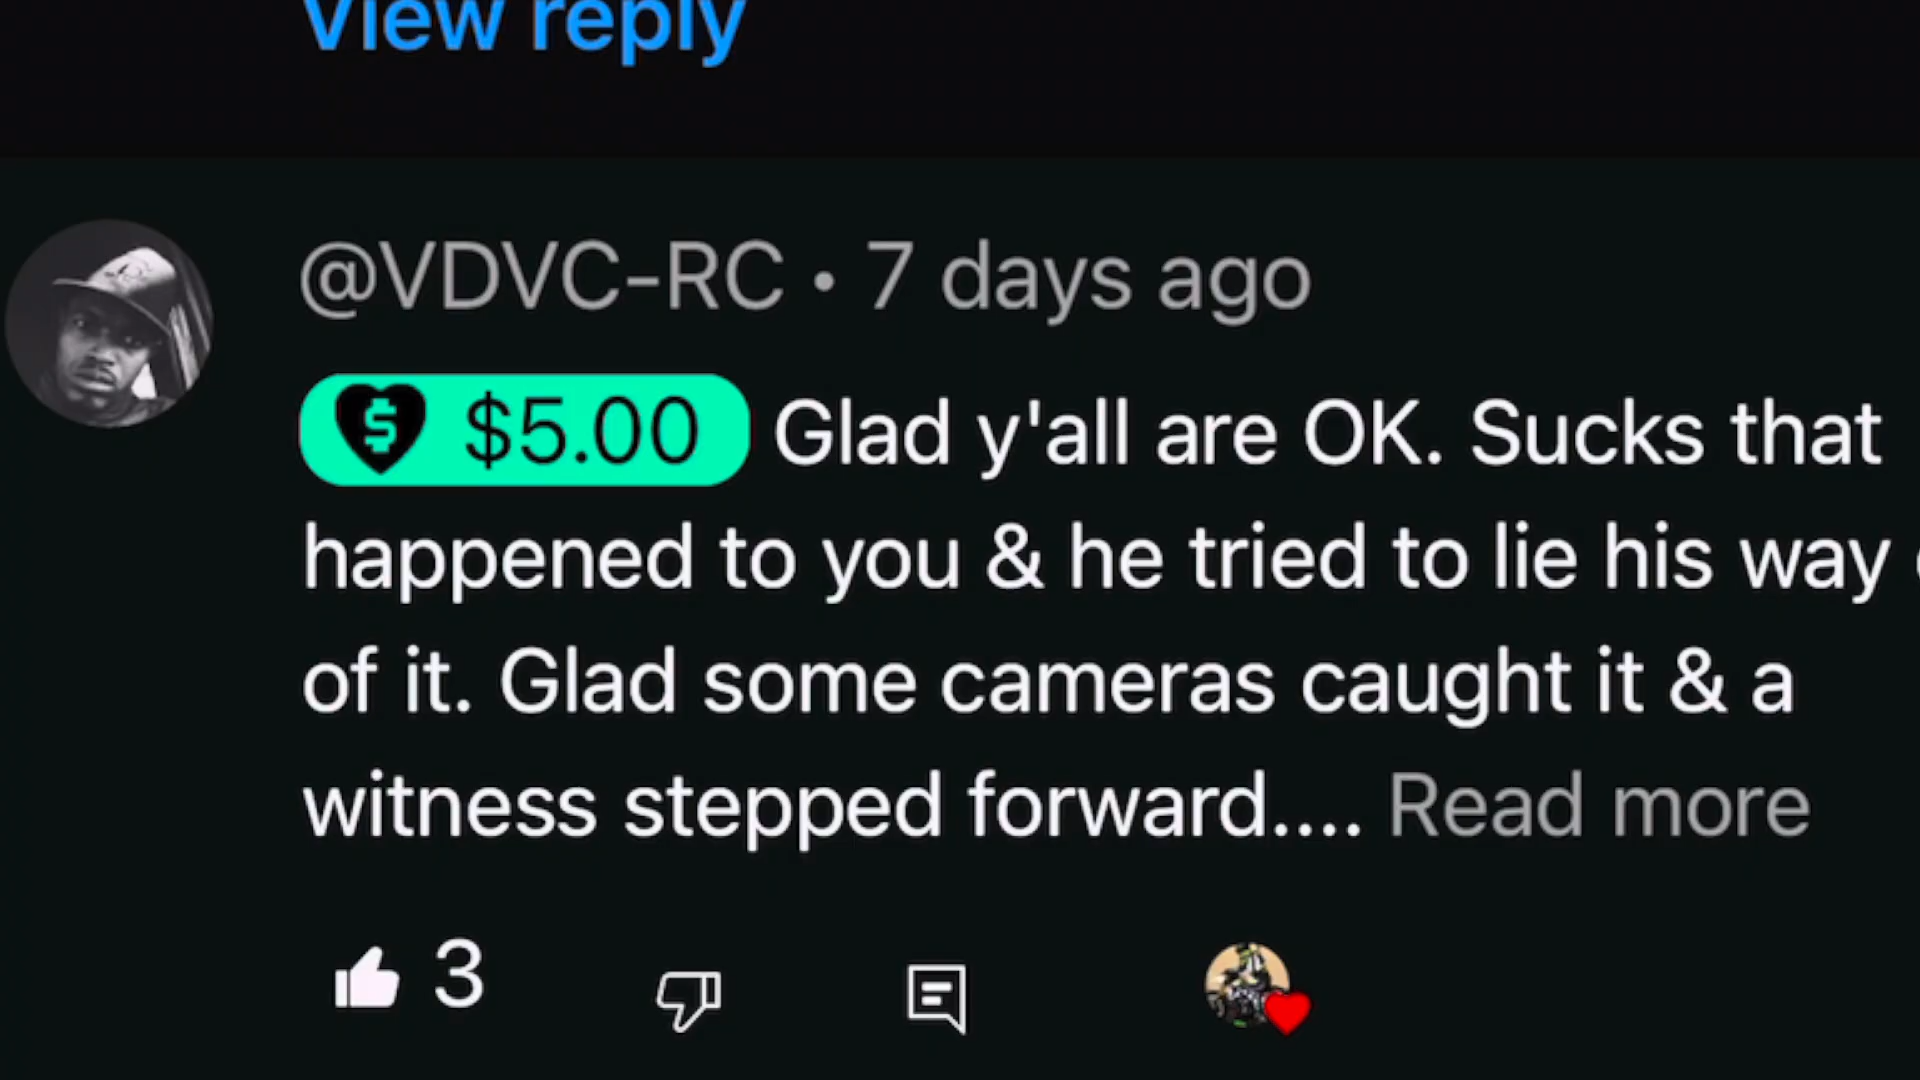 View reply
@VDVC-RC • 7 days ago
$5.00 Glad y'all are OK. Sucks that
happened to you & he tried to lie his way
of it. Glad some cameras caught it & a
witness stepped forward.... Read more
3